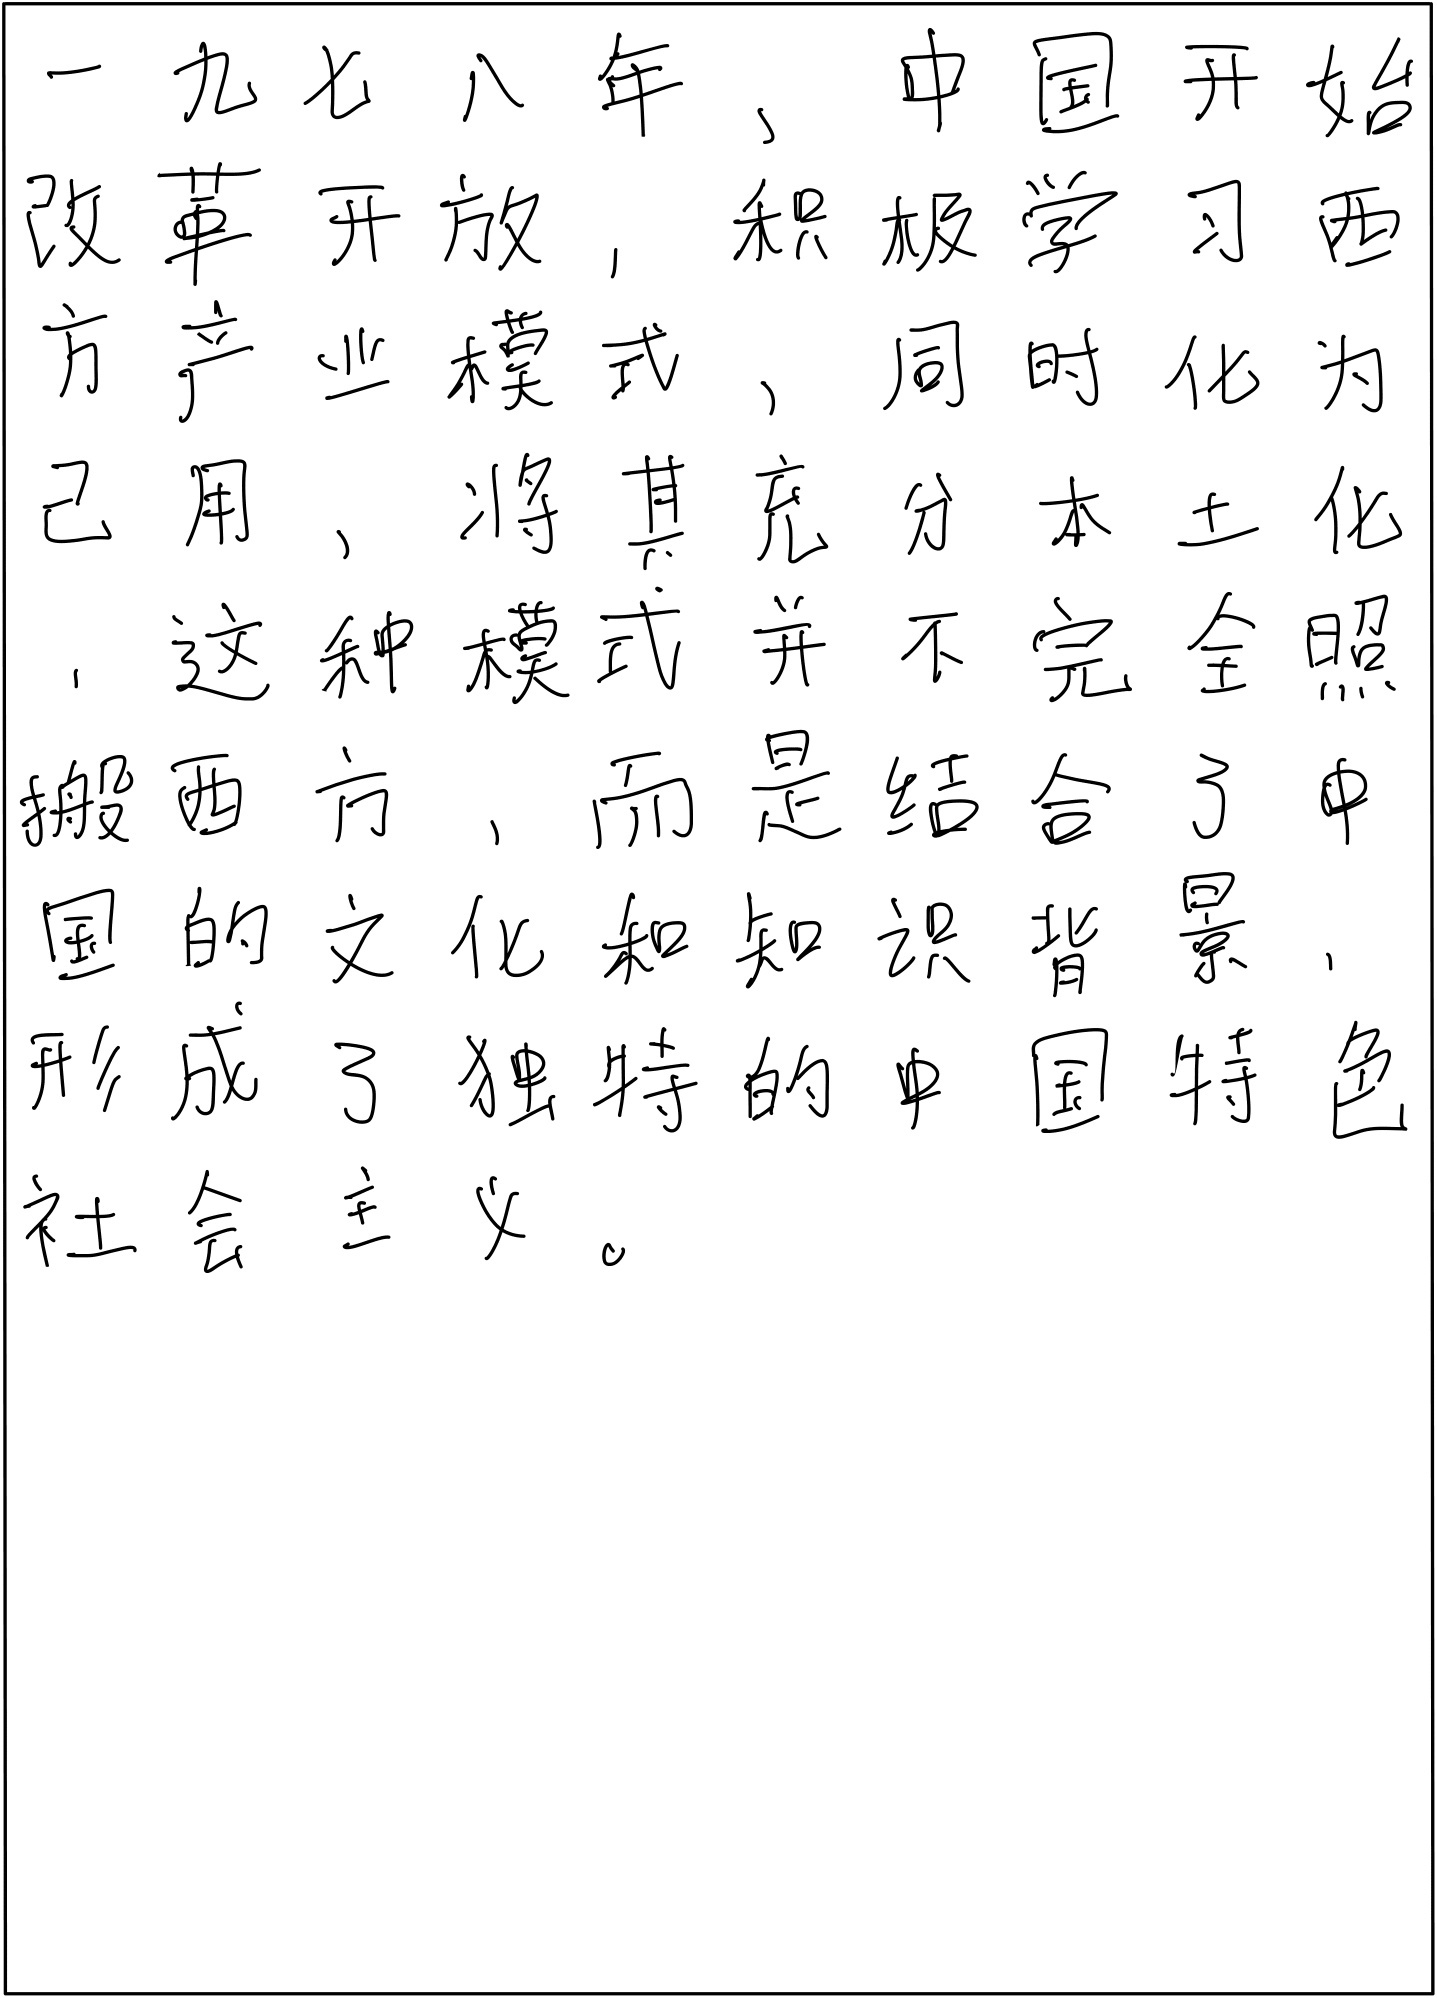 一九七八年、中国开始
改革开放，积极学习西
方产业模式、同时化为
己用、将其充分本土化
．这种模式并不完全照
搬西方、而是结合了中
国的文化和知识背景，
形成了独特的中国特色
社会主义。